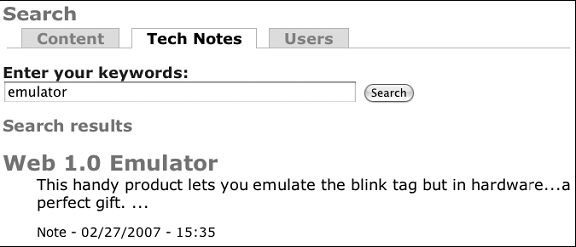 Search
Content Tech Notes Users
Enter your keywords:
emulator Search
Search results
Web 1.0 Emulator
This handy product lets you emulate the blink tag but in hardware...a
perfect gift. ...
Note - 02/27/2007 - 15:35